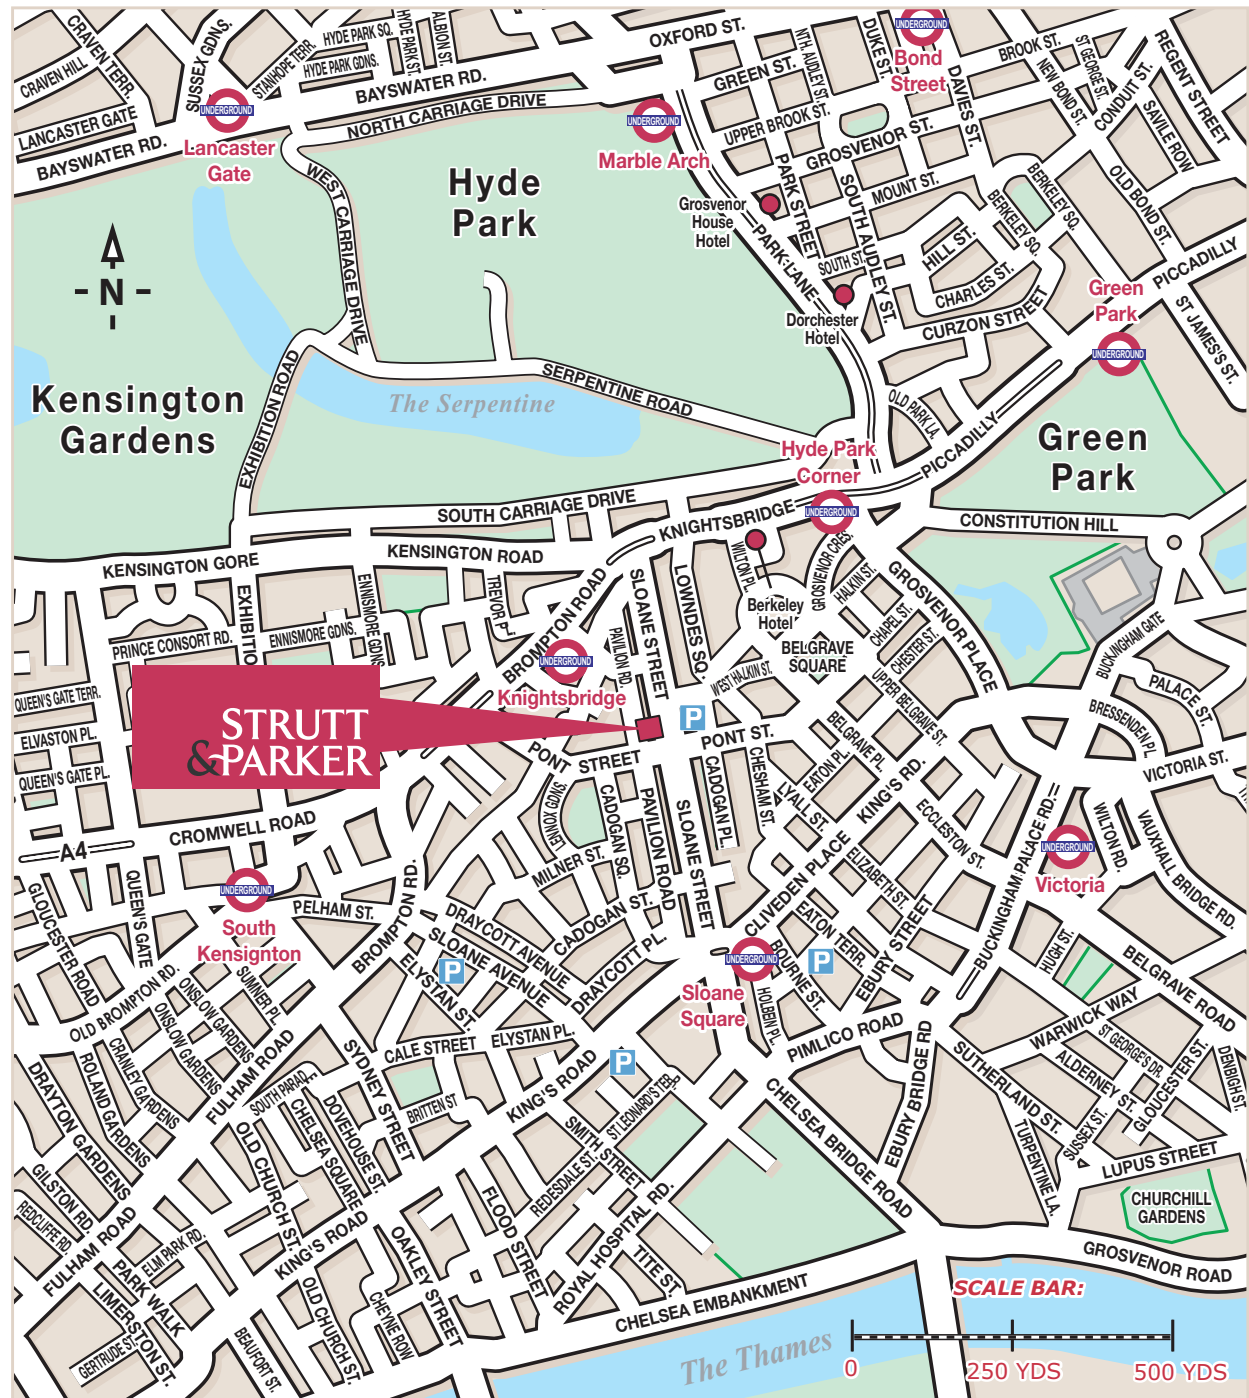 CRAVEN TERR.
CRAVEN HILL
SUSSEX GDNS.
STANHOPE TERR.
HYDE PARK SQ.
HYDE PARK GDNS.
HYDE PARK ST.
ALBION ST.
OXFORD ST.
GREEN ST.
NTH. AUDLEY ST.
DUKE ST.
UNDERGROUND
Bond
Street
DAVIES ST.
BROOK ST.
ST GEORGE ST.
NEW BOND ST.
CONDUIT ST.
REGENT STREET
SAVILE ROW
LANCASTER GATE
BAYSWATER RD.
UNDERGROUND
Lancaster
Gate
BAYSWATER RD.
NORTH CARRIAGE DRIVE
UNDERGROUND
Marble Arch
UPPER BROOK ST.
GROSVENOR ST.
MOUNT ST.
PARK STREET
SOUTH AUDLEY ST.
BERKELEY SQ.
BERKELEY SQ.
OLD BOND ST.
WEST CARRIAGE DRIVE
Hyde
Park
Grosvenor
House
Hotel
PARK LANE
SOUTH ST.
HILL ST.
CHARLES ST.
CURZON STREET
PICCADILLY
Green
Park
UNDERGROUND
ST JAMES'S ST.
N
Dorchester
Hotel
Kensington
Gardens
EXHIBITION ROAD
The Serpentine
SERPENTINE ROAD
OLD PARK LA.
PICCADILLY
Green
Park
Hyde Park
Corner
UNDERGROUND
SOUTH CARRIAGE DRIVE
KNIGHTSBRIDGE
CONSTITUTION HILL
KENSINGTON GORE
KENSINGTON ROAD
EXHIBITIO
ENNISMORE GDNS.
ENNISMORE GDNS.
PRINCE CONSORT RD.
TREVOR PL.
BROMPTON ROAD
SLOANE STREET
LOWNDES SQ.
WILTON PL.
Berkeley
Hotel
GROSVENOR CRES.
HALKIN ST.
GROSVENOR PLACE
CHAPEL ST.
CHESTER ST.
BELGRAVE
SQUARE
UPPER BELGRAVE ST.
BUCKINGHAM GATE
PALACE ST.
BRESSENDEN PL.
VICTORIA ST.
UNDERGROUND
Knightsbridge
PAVILION RD.
WEST HALKIN ST.
P
QUEEN'S GATE TERR.
ELVASTON PL.
QUEEN'S GATE PL.
STRUTT
&PARKER
PONT STREET
PONT ST.
CHESHAM ST.
CADOGAN PL.
BELGRAVE PL.
EATON PL.
LYALL ST.
KING'S RD.
ECCLESTON ST.
LENNOX GDNS.
CADOGAN SQ.
PAVILION ROAD
SLOANE STREET
A4
CROMWELL ROAD
MILNER ST.
CLIVEDEN PLACE
ELIZABETH ST.
BUCKINGHAM PALACE RD.
UNDERGROUND
Victoria
WILTON RD.
VAUXHALL BRIDGE RD.
GLOUCESTER ROAD
QUEEN'S GATE
UNDERGROUND
South
Kensignton
PELHAM ST.
BROMPTON RD.
DRAYCOTT AVENUE
SLOANE AVENUE
CADOGAN ST.
DRAYCOTT PL.
ELYSTAN ST.
P
UNDERGROUND
Sloane
Square
EATON TERR.
BOURNE ST.
P
EBURY STREET
HOLBEIN PL.
HUGH ST.
BELGRAVE ROAD
WARWICK WAY
OLD BROMPTON RD.
ONSLOW GARDENS
SUMNER PL.
ONSLOW GARDENS
CRANLEY GARDENS
ROLAND GARDENS
DRAYTON GARDENS
FULHAM ROAD
SYDNEY STREET
CALE STREET
ELYSTAN PL.
KING'S ROAD
P
PIMLICO ROAD
EBURY BRIDGE RD
SUTHERLAND ST.
ALDERNEY ST.
ST GEORGE'S DR.
GLOUCESTER ST.
DENBIGH ST.
SOUTH PARAD.
CHELSEA SQUARE
DOVEHOUSE ST.
BRITTEN ST
ST LEONARD'S TER.
SMITH STREET
REDESDALE ST.
CHELSEA BRIDGE ROAD
TURPENTINE LA.
SUSSEX ST.
LUPUS STREET
CHURCHILL
GARDENS
GILSTON RD.
REDCLIFFE RD.
FULHAM ROAD
ELM PARK RD.
PARK WALK
LIMERSTON ST.
GERTRUDE ST.
OLD CHURCH ST.
KING'S ROAD
OLD CHURCH ST.
BEAUFORT ST.
CHEYNE ROW
OAKLEY STREET
FLOOD STREET
ROYAL HOSPITAL RD.
TITE ST.
CHELSEA EMBANKMENT
GROSVENOR ROAD
The Thames
SCALE BAR:
0
250 YDS
500 YDS